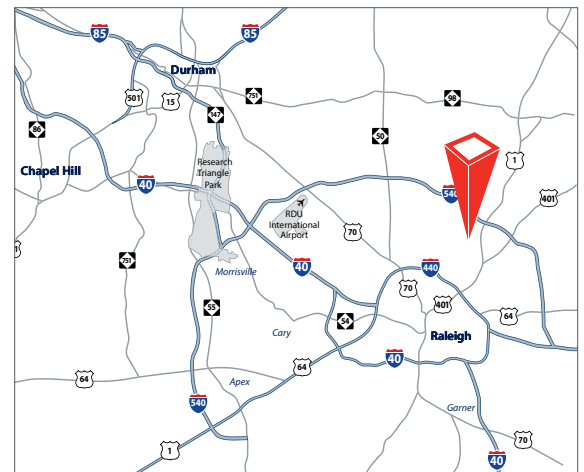 85
85
Durham
751
98
501
15
147
86
50
Research
Triangle
Park
1
Chapel Hill
40
540
401
RDU
International
Airport
70
751
Morrisville
40
440
70
401
55
54
64
Cary
Raleigh
64
64
40
Apex
540
Garner
1
70
40